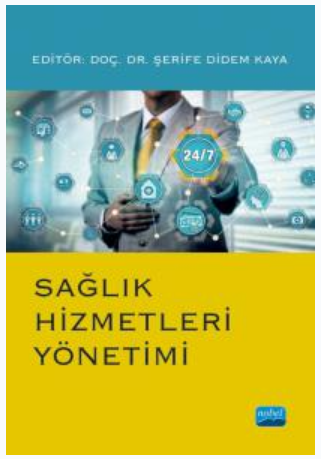 EDİTÖR: DOÇ. DR. ŞERİFE DİDEM KAYA
24/7
SAĞLIK
HİZMETLERİ
YÖNETİMİ
nobel